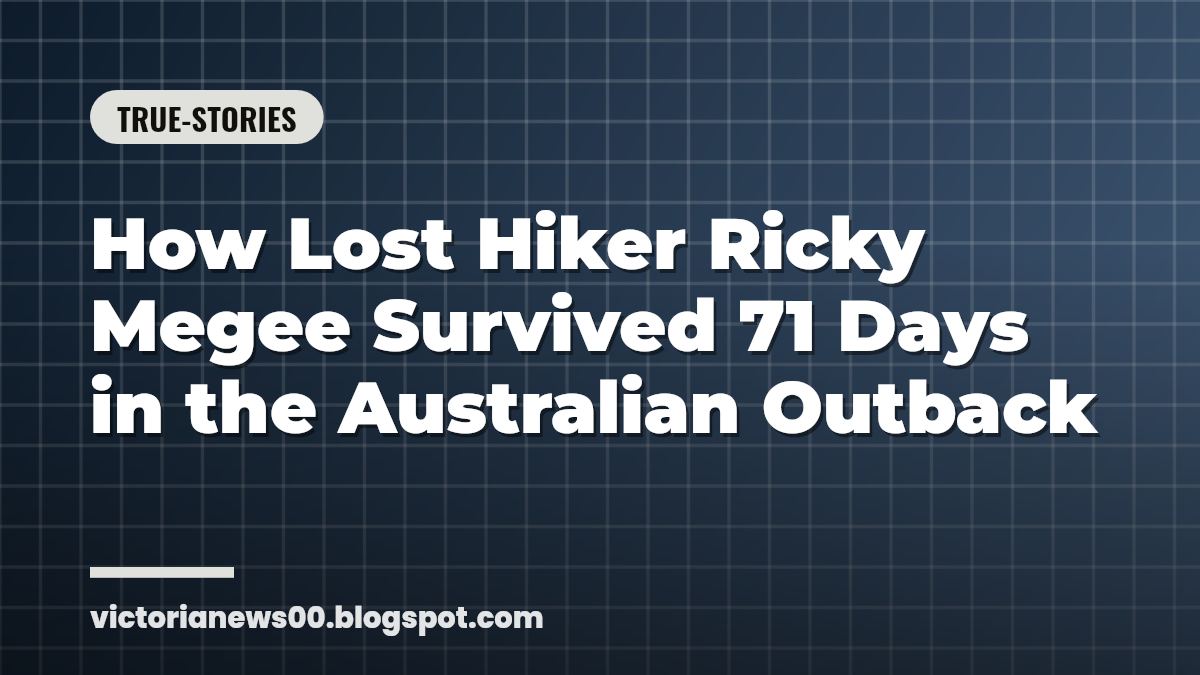 TRUE-STORIES
How Lost Hiker Ricky
Megee Survived 71 Days
in the Australian Outback
victorianews00.blogspot.com